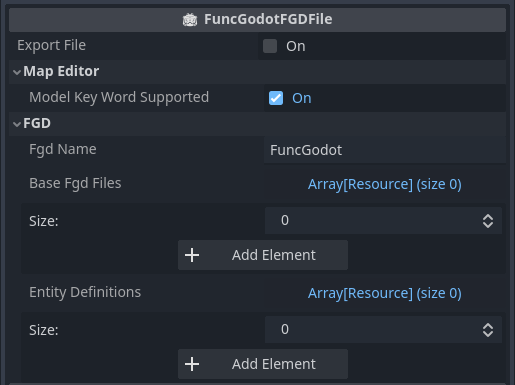 FuncGodotFGDFile
Export File On
Map Editor
Model Key Word Supported On
FGD
Fgd Name FuncGodot
Base Fgd Files Array[Resource] (size 0)
Size: 0
+ Add Element
Entity Definitions Array[Resource] (size 0)
Size: 0
+ Add Element